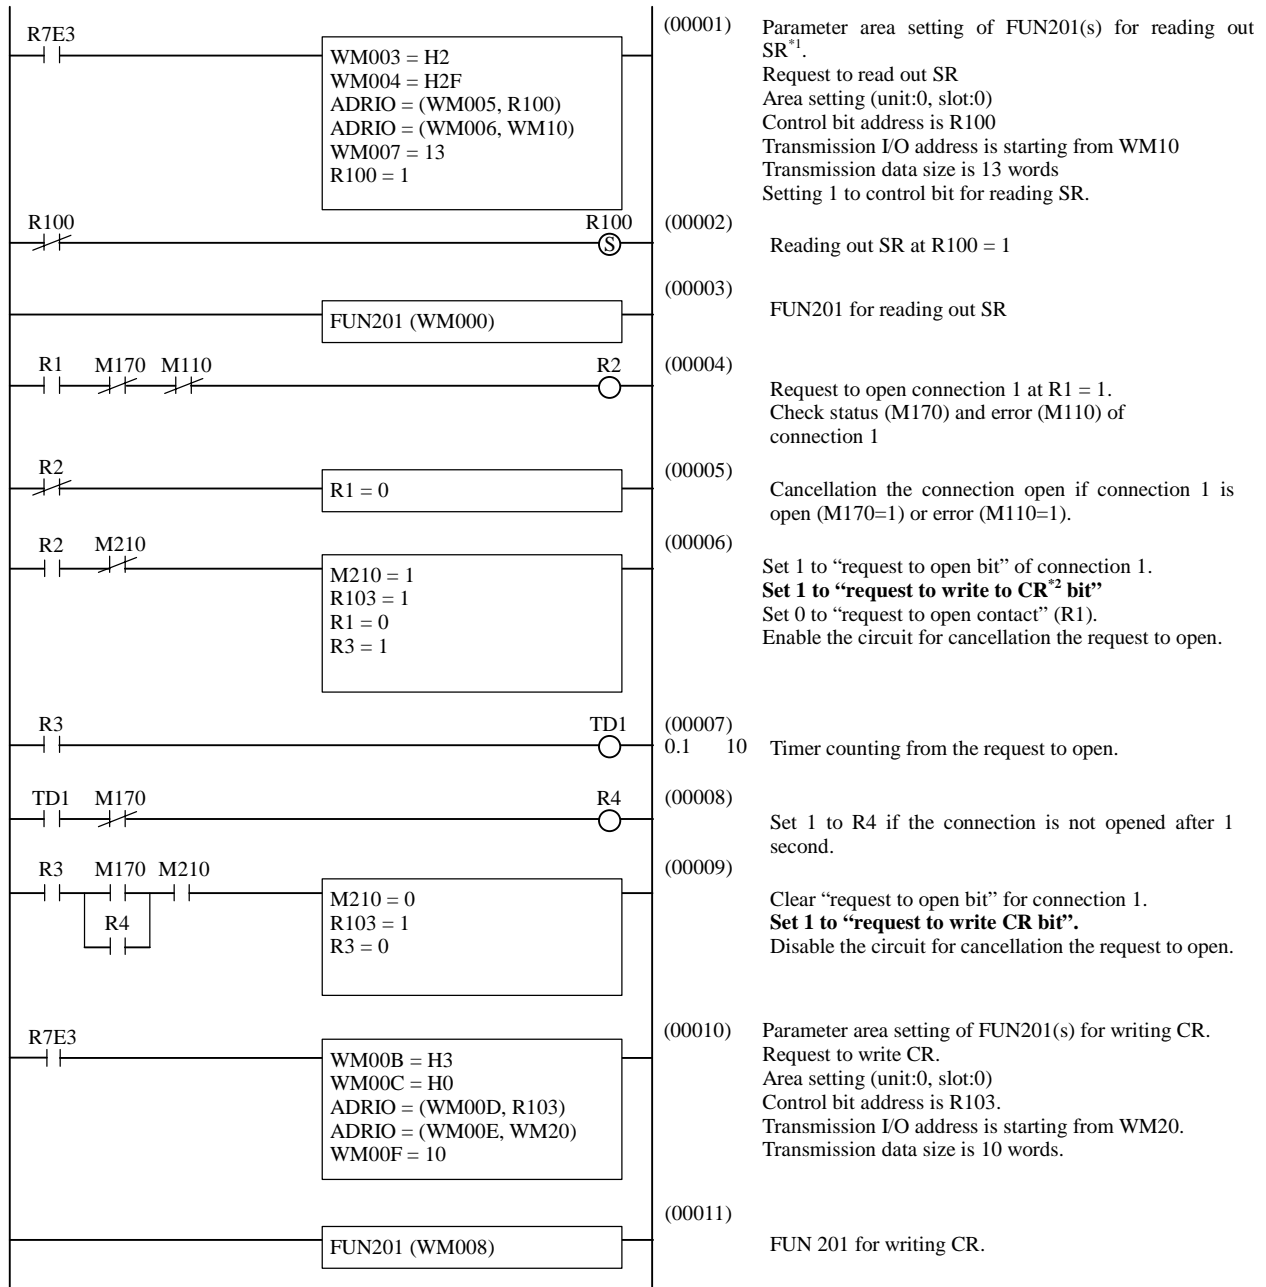 R7E3
WM003 = H2
WM004 = H2F
ADRIO = (WM005, R100)
ADRIO = (WM006, WM10)
WM007 = 13
R100 = 1
(00001)
Parameter area setting of FUN201(s) for reading out
SR*1.
Request to read out SR
Area setting (unit:0, slot:0)
Control bit address is R100
Transmission I/O address is starting from WM10
Transmission data size is 13 words
Setting 1 to control bit for reading SR.
R100 R100 (00002)
S
Reading out SR at R100 = 1
(00003)
FUN201 (WM000)
FUN201 for reading out SR
R1 M170 M110 R2 (00004)
Request to open connection 1 at R1 = 1.
Check status (M170) and error (M110) of
connection 1
R2 (00005)
R1 = 0
Cancellation the connection open if connection 1 is
open (M170=1) or error (M110=1).
R2 M210 (00006)
M210 = 1
R103 = 1
R1 = 0
R3 = 1
Set 1 to “request to open bit” of connection 1.
Set 1 to “request to write to CR*2 bit”
Set 0 to “request to open contact” (R1).
Enable the circuit for cancellation the request to open.
R3 TD1 (00007)
0.1 10 Timer counting from the request to open.
TD1 M170 R4 (00008)
Set 1 to R4 if the connection is not opened after 1
second.
R3 M170 M210 (00009)
R4
M210 = 0
R103 = 1
R3 = 0
Clear “request to open bit” for connection 1.
Set 1 to “request to write CR bit”.
Disable the circuit for cancellation the request to open.
R7E3 (00010)
WM00B = H3
WM00C = H0
ADRIO = (WM00D, R103)
ADRIO = (WM00E, WM20)
WM00F = 10
Parameter area setting of FUN201(s) for writing CR.
Request to write CR.
Area setting (unit:0, slot:0)
Control bit address is R103.
Transmission I/O address is starting from WM20.
Transmission data size is 10 words.
(00011)
FUN201 (WM008)
FUN 201 for writing CR.